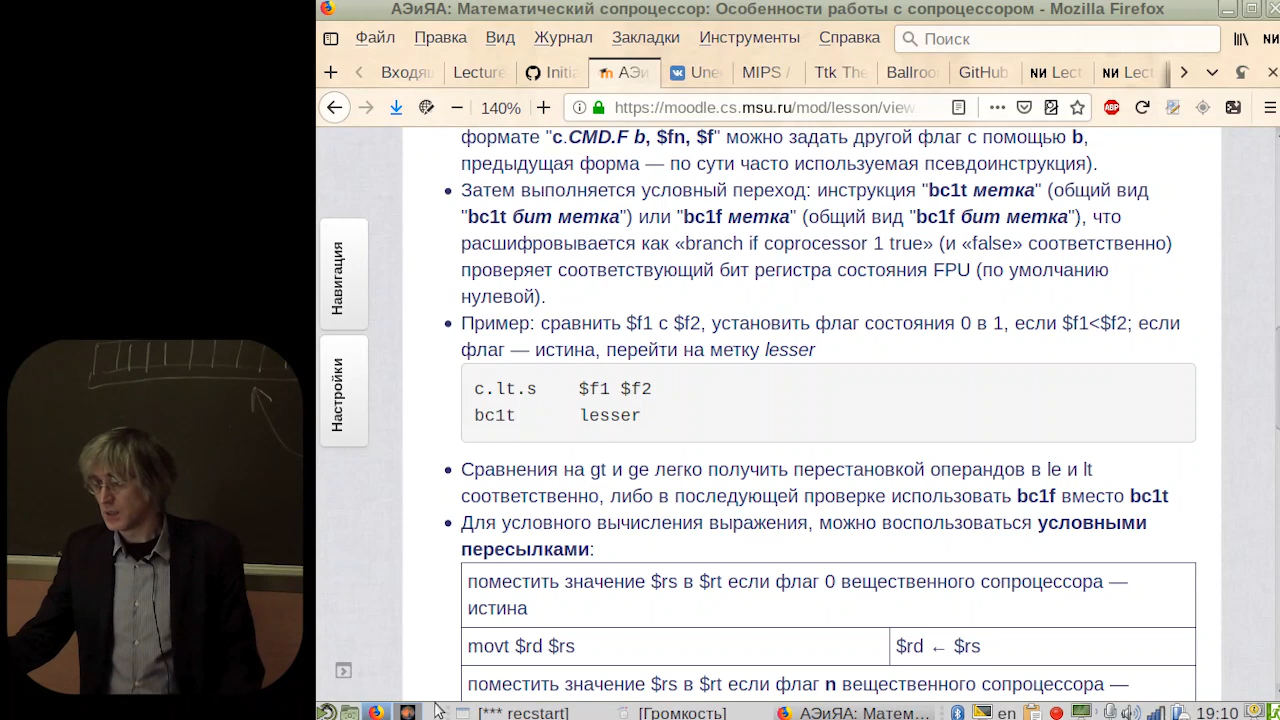 АЭиЯА: Математический сопроцессор: Особенности работы с сопроцессором - Mozilla Firefox
Файл Правка Вид Журнал Закладки Инструменты Справка Поиск
Входящ Lecture Initia АЭи Une MIPS / Ttk The Ballroo GitHub Lect Lect
140% https://moodle.cs.msu.ru/mod/lesson/view ABP
формате "c.CMD.F b, $fn, $f" можно задать другой флаг с помощью b,
предыдущая форма — по сути часто используемая псевдоинструкция).
Затем выполняется условный переход: инструкция "bc1t метка" (общий вид
"bc1t бит метка") или "bc1f метка" (общий вид "bc1f бит метка"), что
расшифровывается как «branch if coprocessor 1 true» (и «false» соответственно)
проверяет соответствующий бит регистра состояния FPU (по умолчанию
нулевой).
Пример: сравнить $f1 с $f2, установить флаг состояния 0 в 1, если $f1<$f2; если
флаг — истина, перейти на метку lesser
c.lt.s $f1 $f2
bc1t lesser
Сравнения на gt и ge легко получить перестановкой операндов в le и lt
соответственно, либо в последующей проверке использовать bc1f вместо bc1t
Для условного вычисления выражения, можно воспользоваться условными
пересылками:
поместить значение $rs в $rt если флаг 0 вещественного сопроцессора —
истина
movt $rd $rs $rd ← $rs
поместить значение $rs в $rt если флаг n вещественного сопроцессора —
Навигация
Настройки
[*** recstart] [Громкость] АЭиЯА: Матем... en 19:10